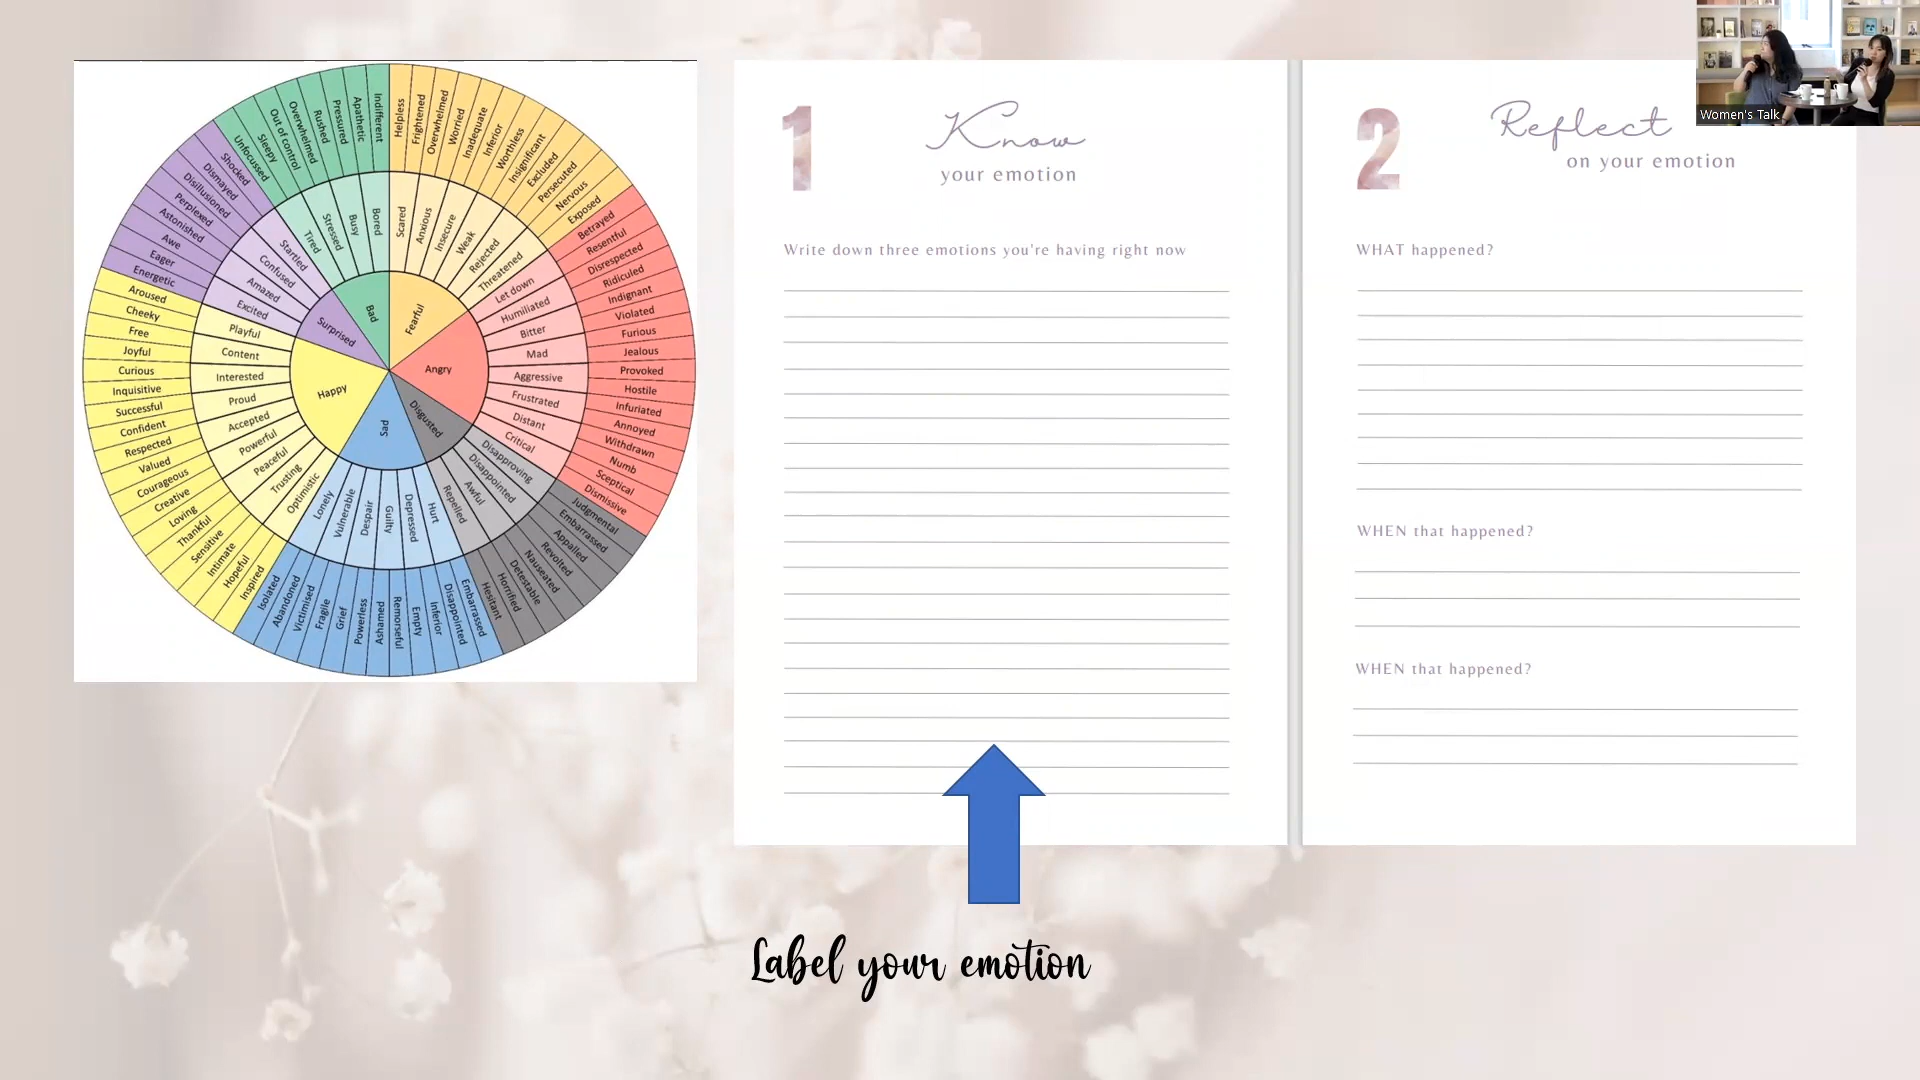 Indifferent
Apathetic
Pressured
Rushed
Overwhelmed
Out of control
Sleepy
Unfocussed
Shocked
Dismayed
Disillusioned
Perplexed
Astonished
Awe
Eager
Energetic
Aroused
Cheeky
Free
Joyful
Curious
Inquisitive
Successful
Confident
Respected
Valued
Courageous
Creative
Loving
Thankful
Sensitive
Intimate
Hopeful
Inspired
Isolated
Abandoned
Victimised
Fragile
Grief
Powerless
Ashamed
Remorseful
Empty
Inferior
Disappointed
Embarrassed
Hesitant
Horrified
Detestable
Nauseated
Revolted
Appalled
Embarrassed
Judgmental
Dismissive
Sceptical
Numb
Withdrawn
Annoyed
Infuriated
Hostile
Provoked
Jealous
Furious
Violated
Indignant
Ridiculed
Disrespected
Resentful
Betrayed
Exposed
Nervous
Persecuted
Excluded
Insignificant
Worthless
Inferior
Inadequate
Worried
Overwhelmed
Frightened
Helpless
Bored
Busy
Stressed
Tired
Startled
Confused
Amazed
Excited
Playful
Content
Interested
Proud
Accepted
Powerful
Peaceful
Trusting
Optimistic
Lonely
Vulnerable
Despair
Guilty
Depressed
Hurt
Repelled
Awful
Disappointed
Disapproving
Critical
Distant
Frustrated
Aggressive
Mad
Bitter
Humiliated
Let down
Threatened
Rejected
Weak
Insecure
Anxious
Scared
Bad
Surprised
Happy
Sad
Disgusted
Angry
Fearful
1
Know
your emotion
Write down three emotions you're having right now
2
Reflect
on your emotion
WHAT happened?
WHEN that happened?
WHEN that happened?
Label your emotion
Women's Talk